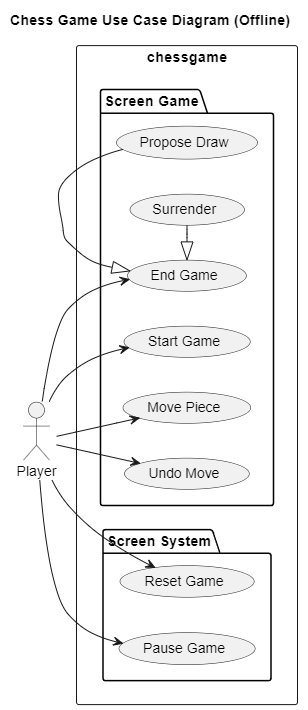 Chess Game Use Case Diagram (Offline)
chessgame
Screen Game
Propose Draw
Surrender
End Game
Start Game
Move Piece
Player
Undo Move
Screen System
Reset Game
Pause Game